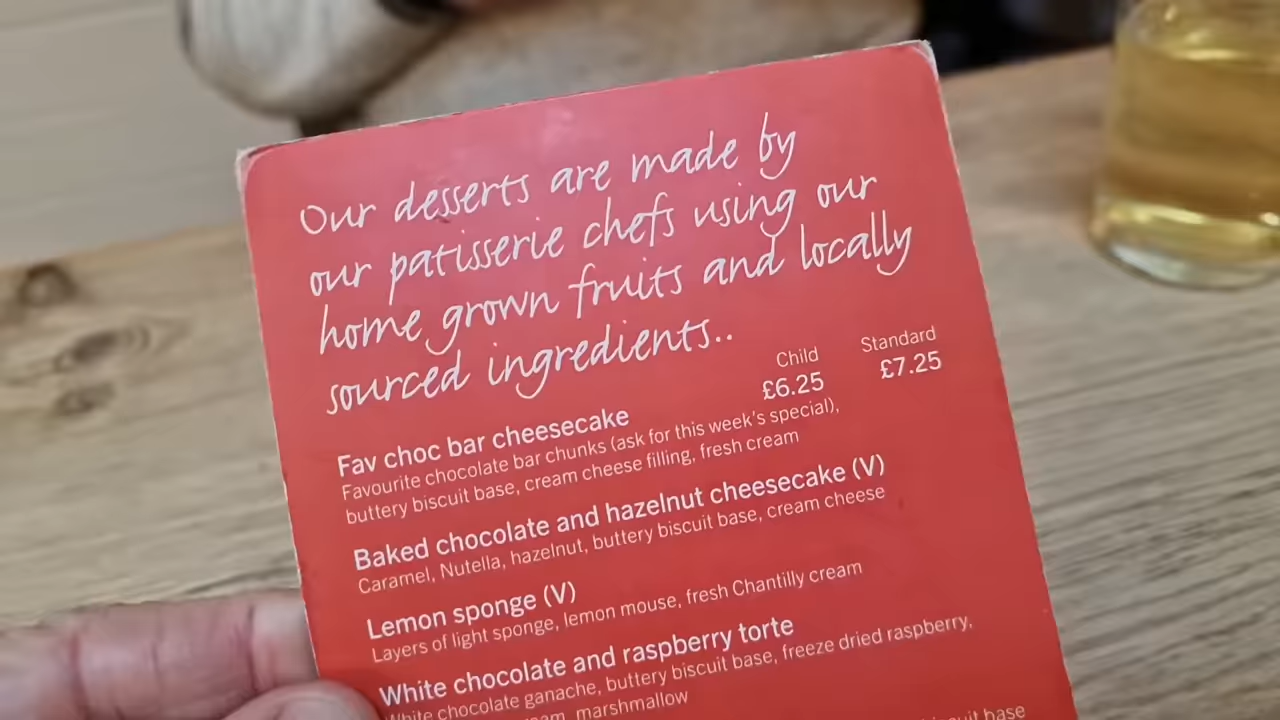 Our desserts are made by
our patisserie chefs using our
home grown fruits and locally
sourced ingredients..
Child Standard
£6.25 £7.25
Fav choc bar cheesecake
Favourite chocolate bar chunks (ask for this week's special),
buttery biscuit base, cream cheese filling, fresh cream
Baked chocolate and hazelnut cheesecake (V)
Caramel, Nutella, hazelnut, buttery biscuit base, cream cheese
Lemon sponge (V)
Layers of light sponge, lemon mouse, fresh Chantilly cream
White chocolate and raspberry torte
White chocolate ganache, buttery biscuit base, freeze dried raspberry,
marshmallow
base